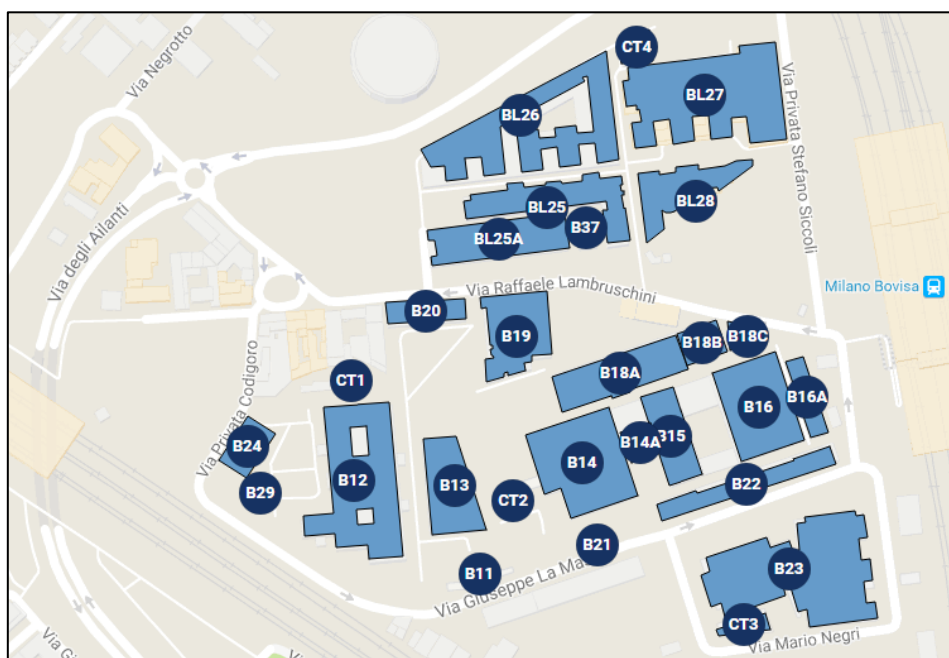 CT4
Via Negrotto
BL27
BL26
Via Privata Stefano Siccoli
BL28
BL25
B37
BL25A
Via degli Ailanti
Via Raffaele Lambruschini
Milano Bovisa
B20
B19
B18C
B18B
B18A
CT1
B16A
B16
Via Privata Codigoro
B24
B15
B14A
B14
B12
B13
B22
B29
CT2
B21
B11
B23
Via Giuseppe La Ma
CT3
Via Mario Negri